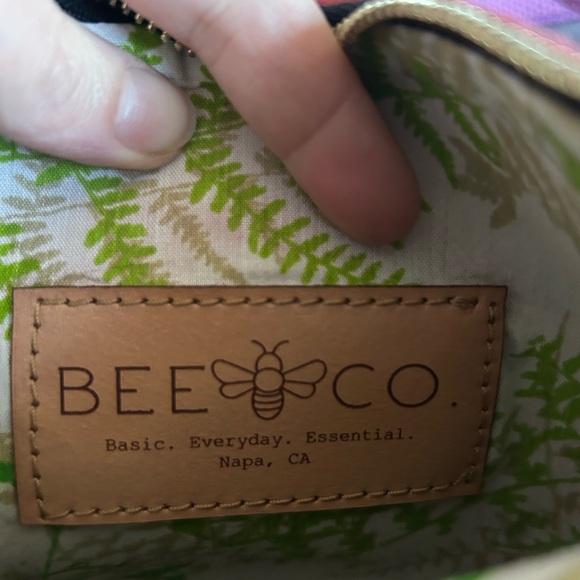 BEE CO.
Basic. Everyday. Essential.
Napa, CA